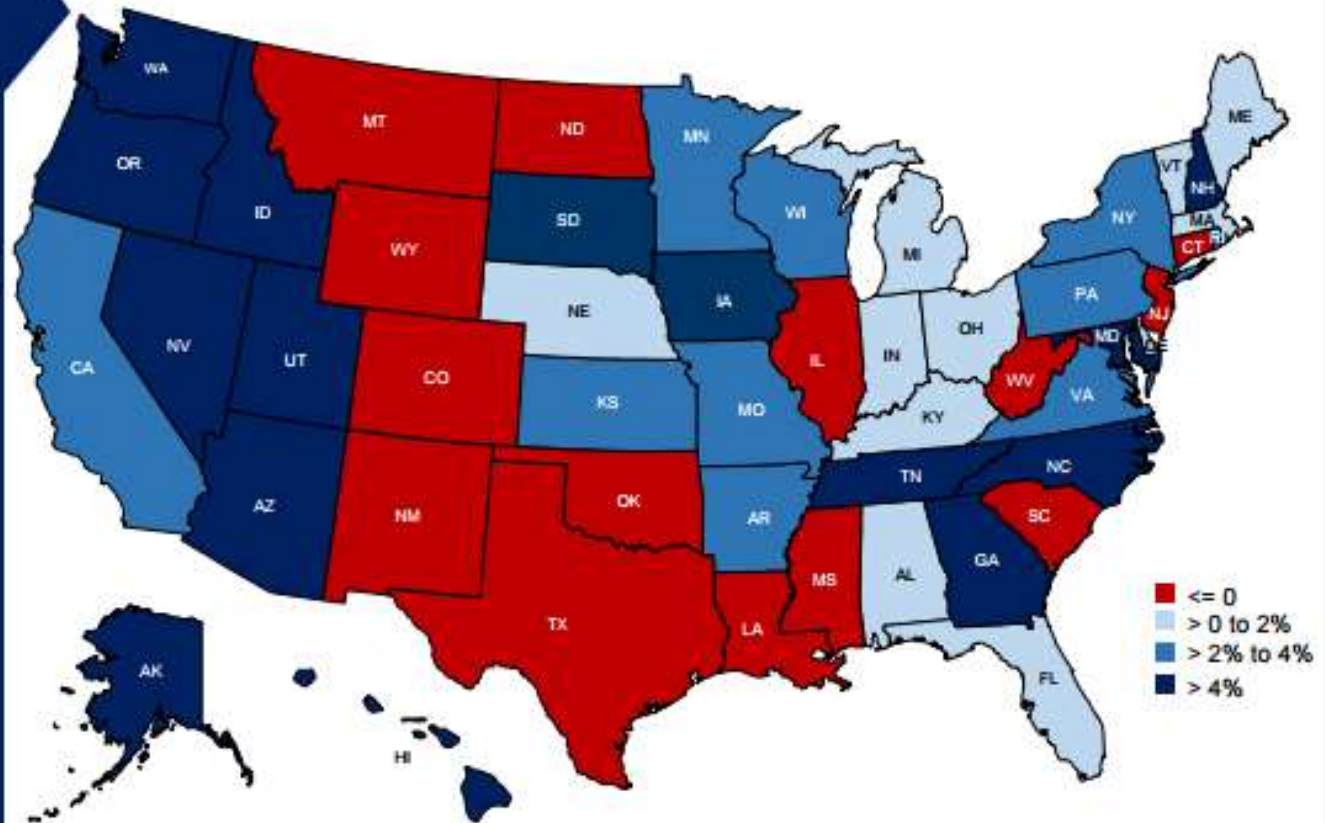 WA
MT
ND
MN
ME
OR
ID
SD
WI
VT
NH
NY
MA
RI
CT
WY
MI
IA
NE
PA
NJ
OH
MD
DE
NV
UT
CO
IL
IN
WV
CA
KS
MO
KY
VA
AZ
NM
OK
AR
TN
NC
SC
MS
AL
GA
TX
LA
FL
AK
HI
<= 0
> 0 to 2%
> 2% to 4%
> 4%